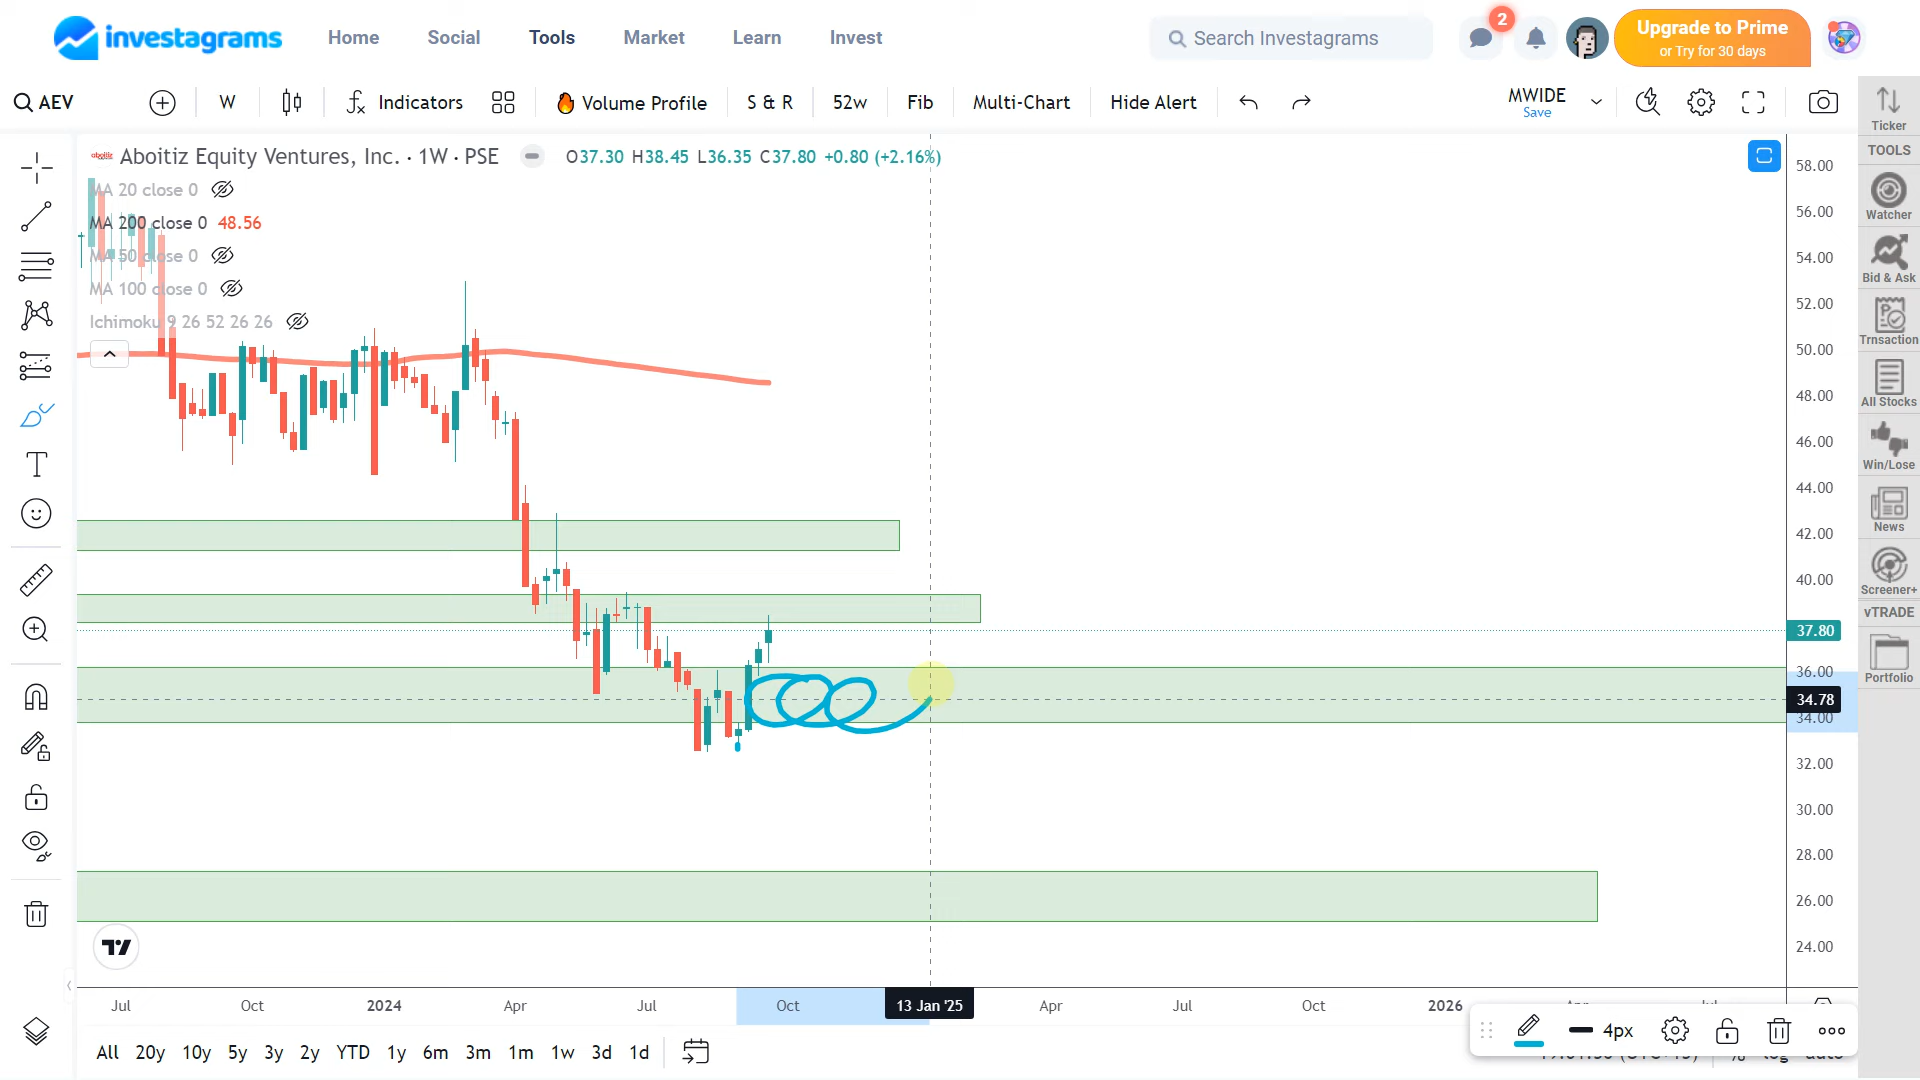 investagrams
Home
Social
Tools
Market
Learn
Invest
Search Investagrams
2
Upgrade to Prime
or Try for 30 days
AEV
W
Indicators
Volume Profile
S & R
52w
Fib
Multi-Chart
Hide Alert
MWIDE
Save
Ticker
TOOLS
Watcher
Bid & Ask
Trnsaction
All Stocks
Win/Lose
News
Screener+
vTRADE
Portfolio
Aboitiz Equity Ventures, Inc. · 1W · PSE
O37.30 H38.45 L36.35 C37.80 +0.80 (+2.16%)
MA 20 close 0
MA 200 close 0 48.56
MA 50 close 0
MA 100 close 0
Ichimoku 9 26 52 26 26
58.00
56.00
54.00
52.00
50.00
48.00
46.00
44.00
42.00
40.00
37.80
36.00
34.78
34.00
32.00
30.00
28.00
26.00
24.00
Jul
Oct
2024
Apr
Jul
Oct
13 Jan '25
Apr
Jul
Oct
2026
4px
All 20y 10y 5y 3y 2y YTD 1y 6m 3m 1m 1w 3d 1d